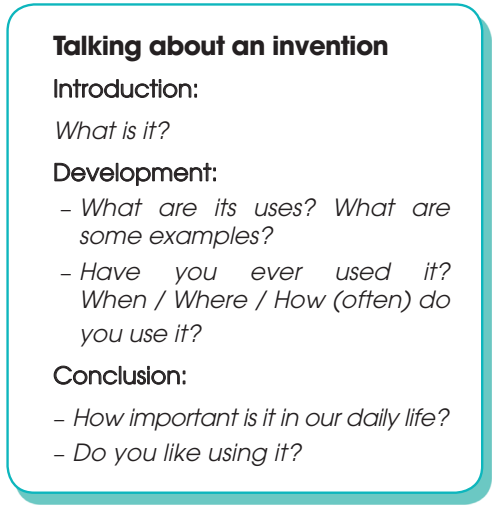 Talking about an invention
Introduction:
What is it?
Development:
– What are its uses? What are
some examples?
– Have you ever used it?
When / Where / How (often) do
you use it?
Conclusion:
– How important is it in our daily life?
– Do you like using it?